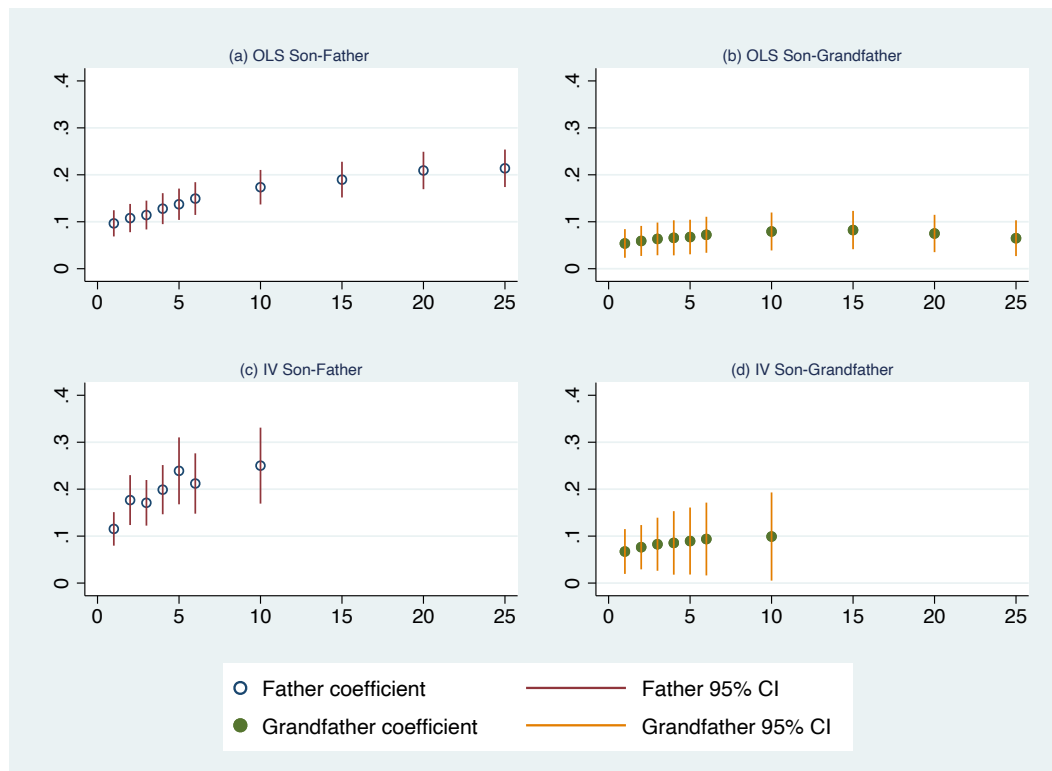 (a) OLS Son-Father
.4
.3
.2
.1
0
0 5 10 15 20 25
(b) OLS Son-Grandfather
.4
.3
.2
.1
0
0 5 10 15 20 25
(c) IV Son-Father
.4
.3
.2
.1
0
0 5 10 15 20 25
(d) IV Son-Grandfather
.4
.3
.2
.1
0
0 5 10 15 20 25
Father coefficient Father 95% CI
Grandfather coefficient Grandfather 95% CI